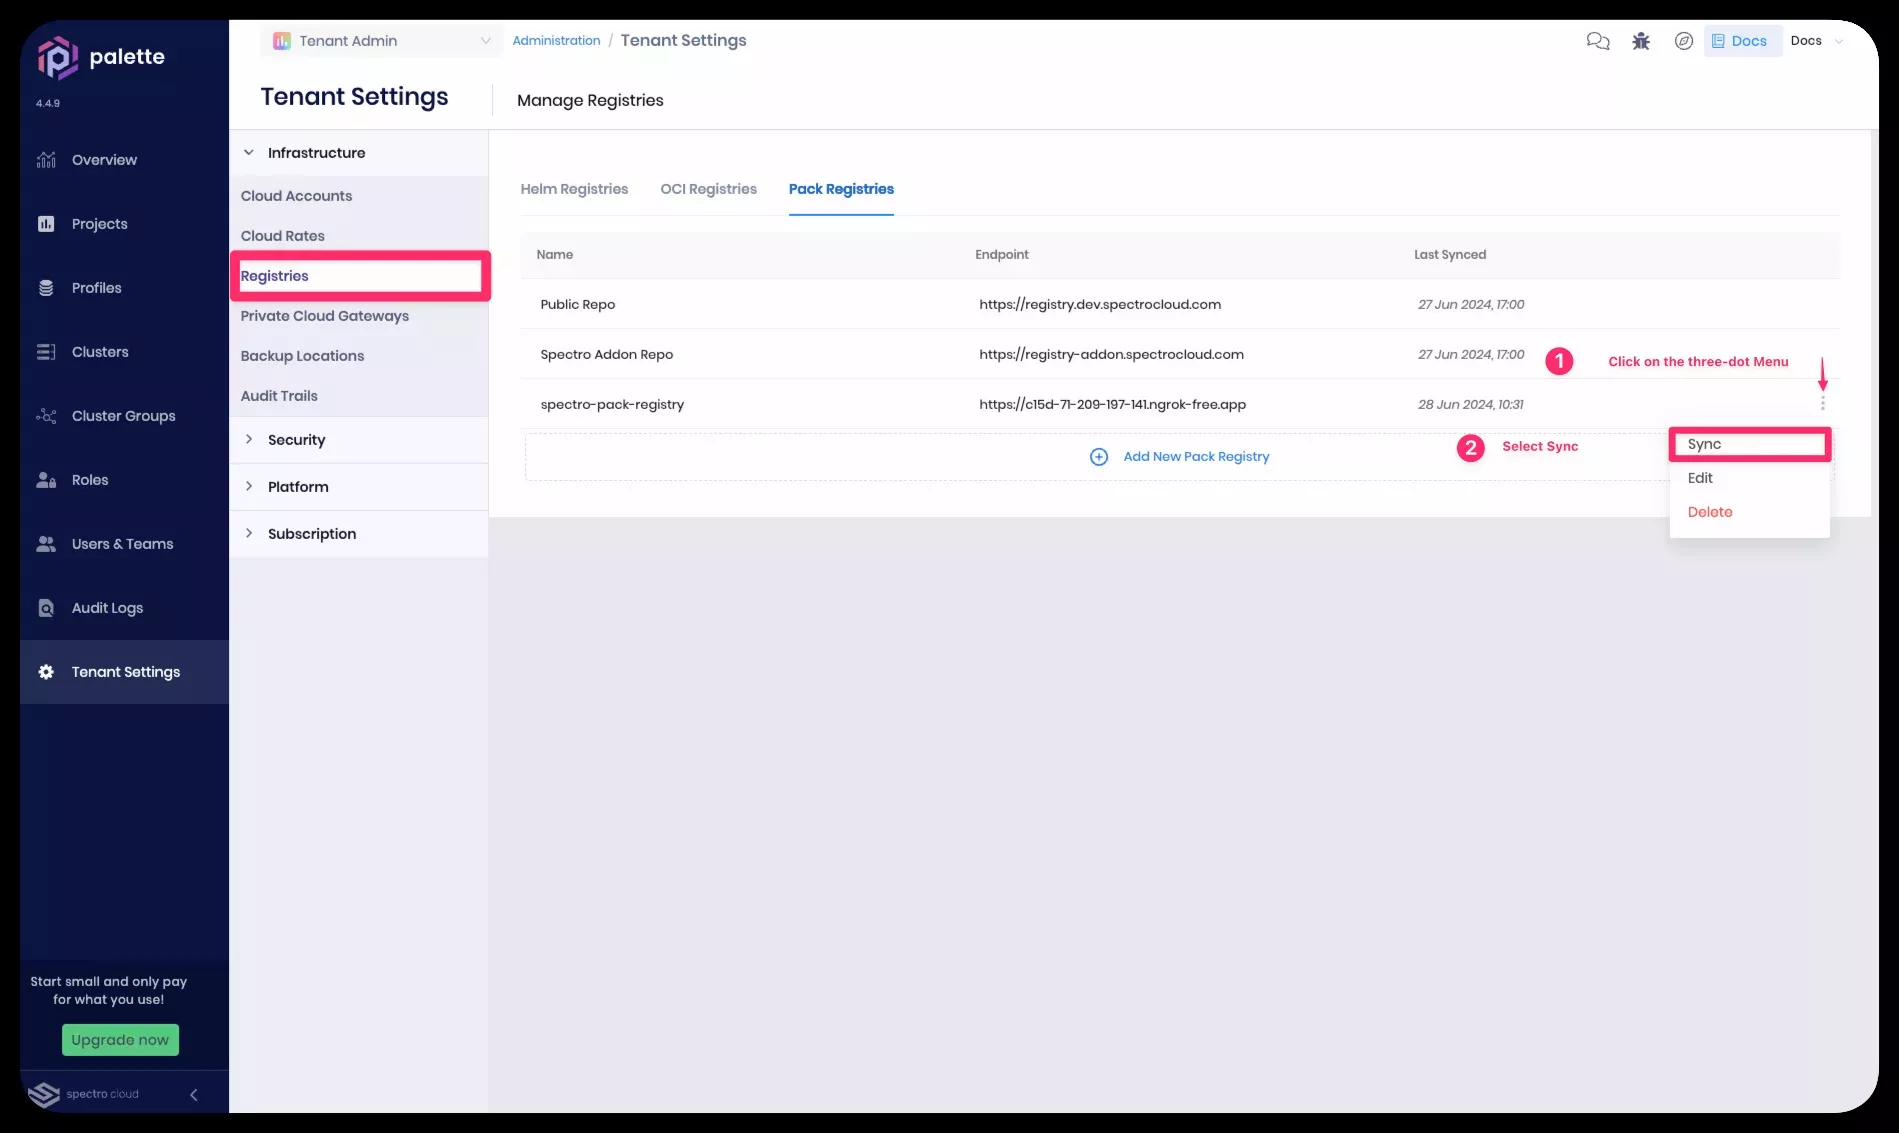 palette
4.4.9
Overview
Projects
Profiles
Clusters
Cluster Groups
Roles
Users & Teams
Audit Logs
Tenant Settings
Start small and only pay
for what you use!
Upgrade now
spectro cloud
Tenant Admin
Administration / Tenant Settings
Docs
Docs
Tenant Settings
Manage Registries
Infrastructure
Cloud Accounts
Cloud Rates
Registries
Private Cloud Gateways
Backup Locations
Audit Trails
Security
Platform
Subscription
Helm Registries OCI Registries Pack Registries
Name Endpoint Last Synced
Public Repo https://registry.dev.spectrocloud.com 27 Jun 2024, 17:00
Spectro Addon Repo https://registry-addon.spectrocloud.com 27 Jun 2024, 17:00
1 Click on the three-dot Menu
spectro-pack-registry https://c15d-71-209-197-141.ngrok-free.app 28 Jun 2024, 10:31
Add New Pack Registry
2 Select Sync
Sync
Edit
Delete